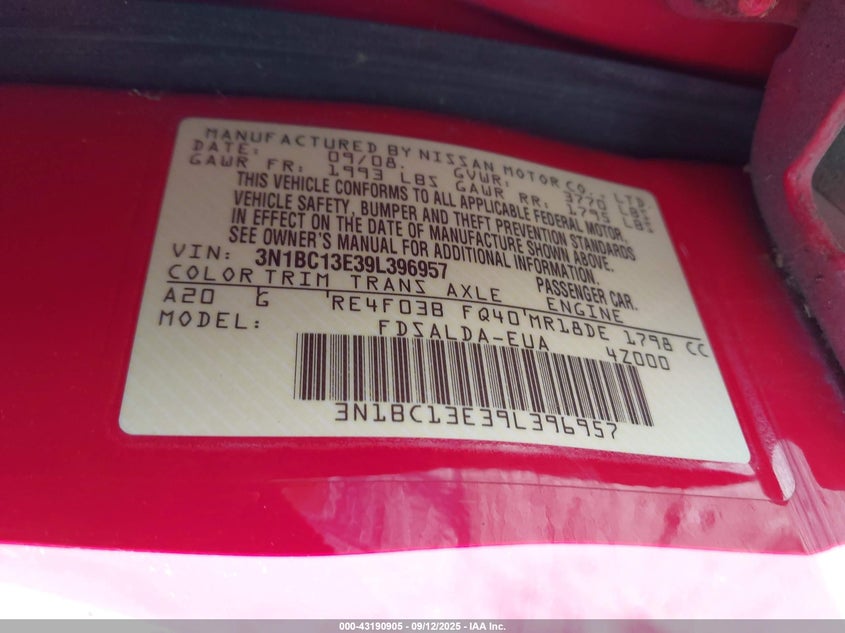 MANUFACTURED BY NISSAN MOTOR CO., LTD.
DATE: 09/08. GVWR: 3770 LBS
GAWR FR: 1993 LBS GAWR RR: 1795 LBS
THIS VEHICLE CONFORMS TO ALL APPLICABLE FEDERAL MOTOR
VEHICLE SAFETY, BUMPER AND THEFT PREVENTION STANDARDS
IN EFFECT ON THE DATE OF MANUFACTURE SHOWN ABOVE.
SEE OWNER'S MANUAL FOR ADDITIONAL INFORMATION.
VIN: 3N1BC13E39L396957 PASSENGER CAR.
COLOR TRIM TRANS AXLE ENGINE
A20 G RE4F03B FQ40 MR18DE 1798 CC
MODEL: FDSALDA-EUA 4Z000
3N1BC13E39L396957
000-43190905 - 09/12/2025 - IAA Inc.